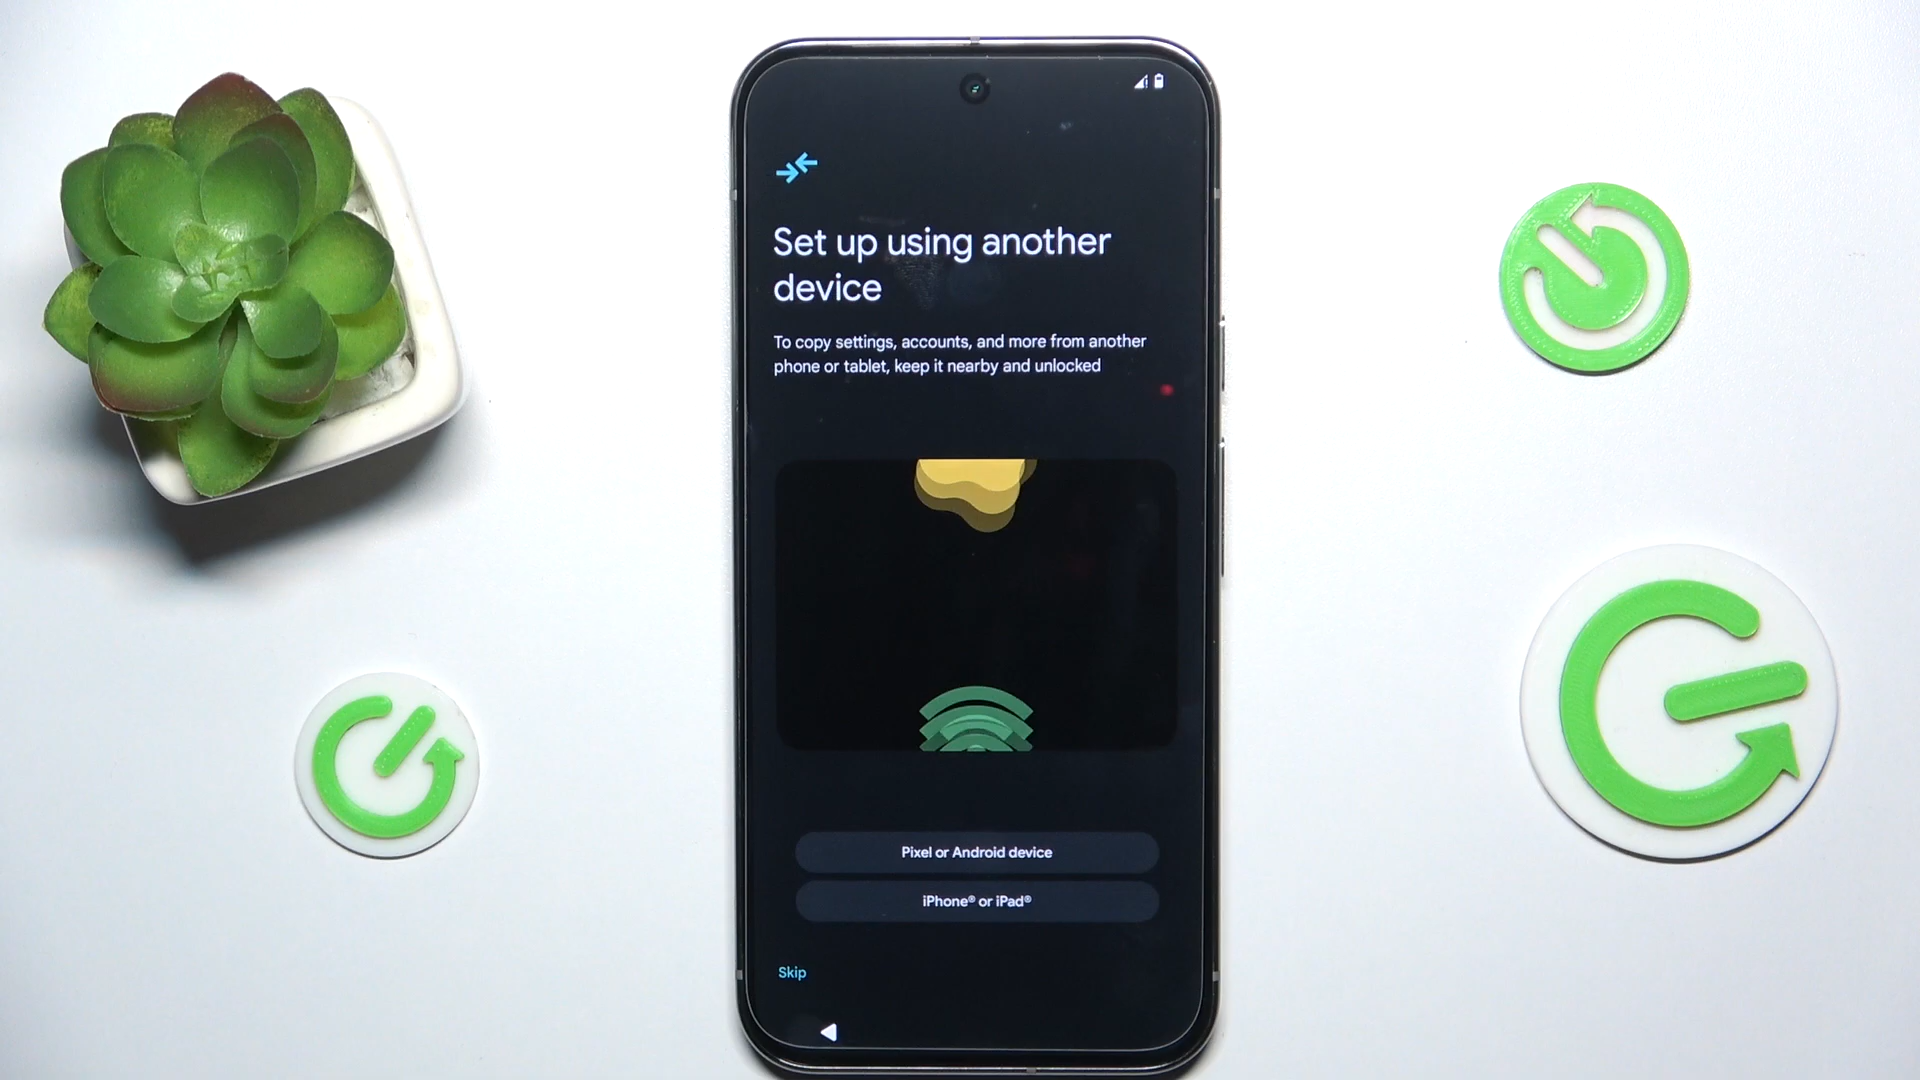 Set up using another
device
To copy settings, accounts, and more from another
phone or tablet, keep it nearby and unlocked
Pixel or Android device
iPhone® or iPad®
Skip